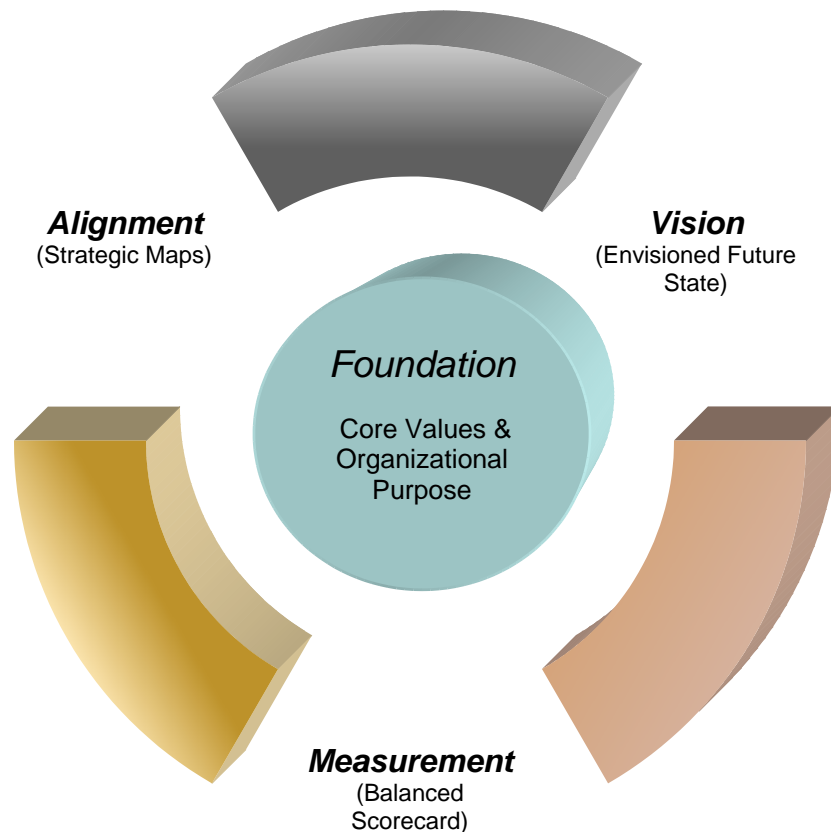 Alignment
(Strategic Maps)
Vision
(Envisioned Future
State)
Foundation
Core Values &
Organizational
Purpose
Measurement
(Balanced
Scorecard)